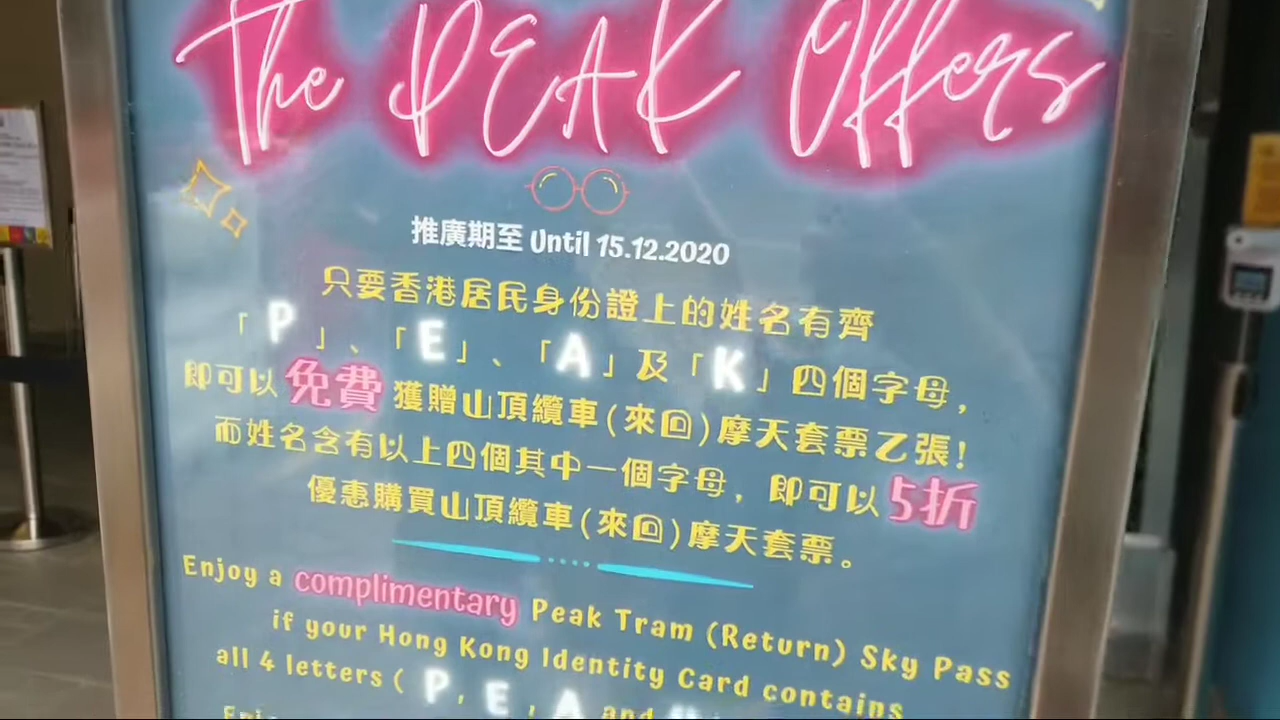 The PEAK Offers
推廣期至 Until 15.12.2020
只要香港居民身份證上的姓名有齊
「P」、「E」、「A」及「K」四個字母，
即可以免費獲贈山頂纜車(來回)摩天套票乙張!
而姓名含有以上四個其中一個字母，即可以5折
優惠購買山頂纜車(來回)摩天套票。
Enjoy a complimentary Peak Tram (Return) Sky Pass
if your Hong Kong Identity Card contains
all 4 letters ( P, E, A and